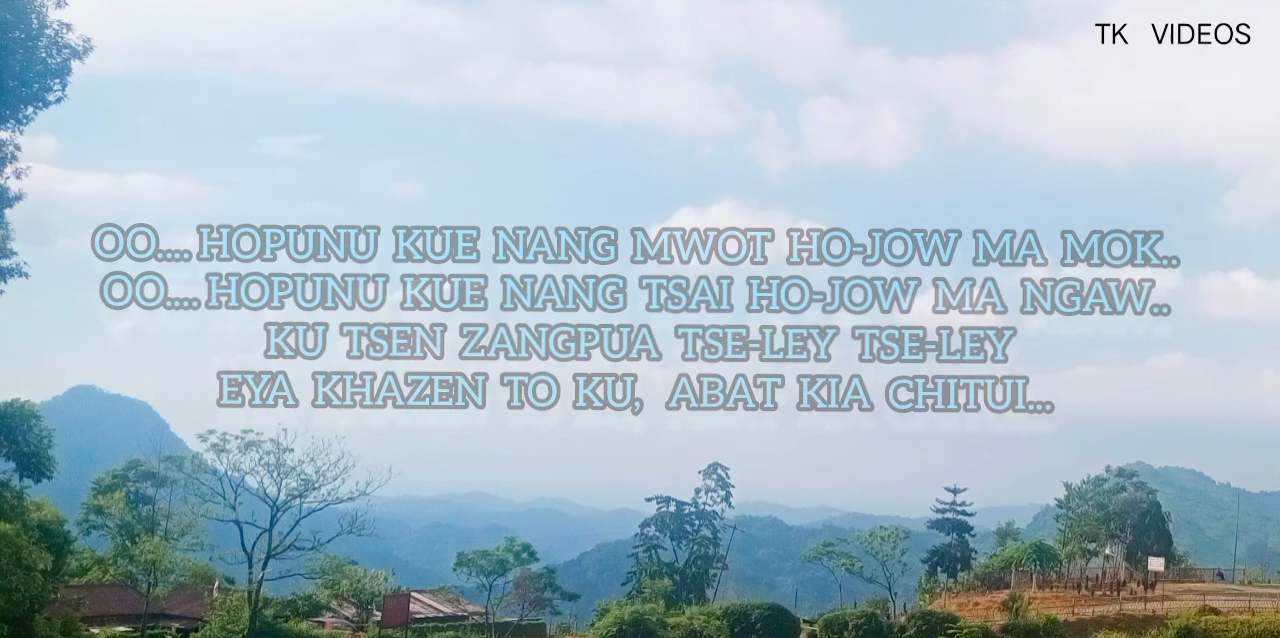 TK VIDEOS
OO.... HOPUNU KUE NANG MWOT HO-JOW MA MOK..
OO.... HOPUNU KUE NANG TSAI HO-JOW MA NGAW..
KU TSEN ZANGPUA TSE-LEY TSE-LEY
EYA KHAZEN TO KU, ABAT KIA CHITUI...